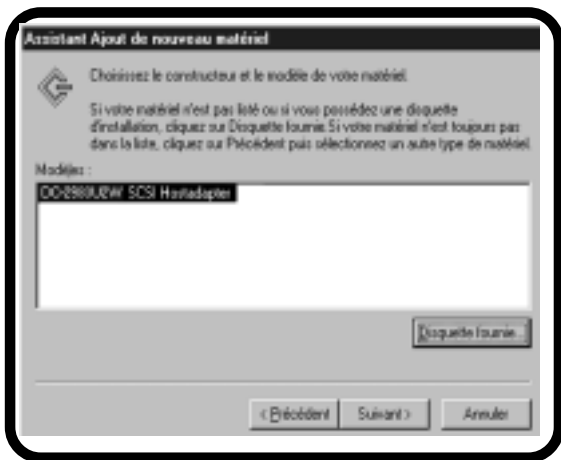 Assistant Ajout de nouveau matériel
Choisissez le constructeur et le modèle de votre matériel.
Si votre matériel n'est pas listé ou si vous possédez une disquette
d'installation, cliquez sur Disquette fournie. Si votre matériel n'est toujours pas
dans la liste, cliquez sur Précédent puis sélectionnez un autre type de matériel.
Modèles :
SCSI Hostadapter
Disquette fournie...
< Précédent
Suivant >
Annuler